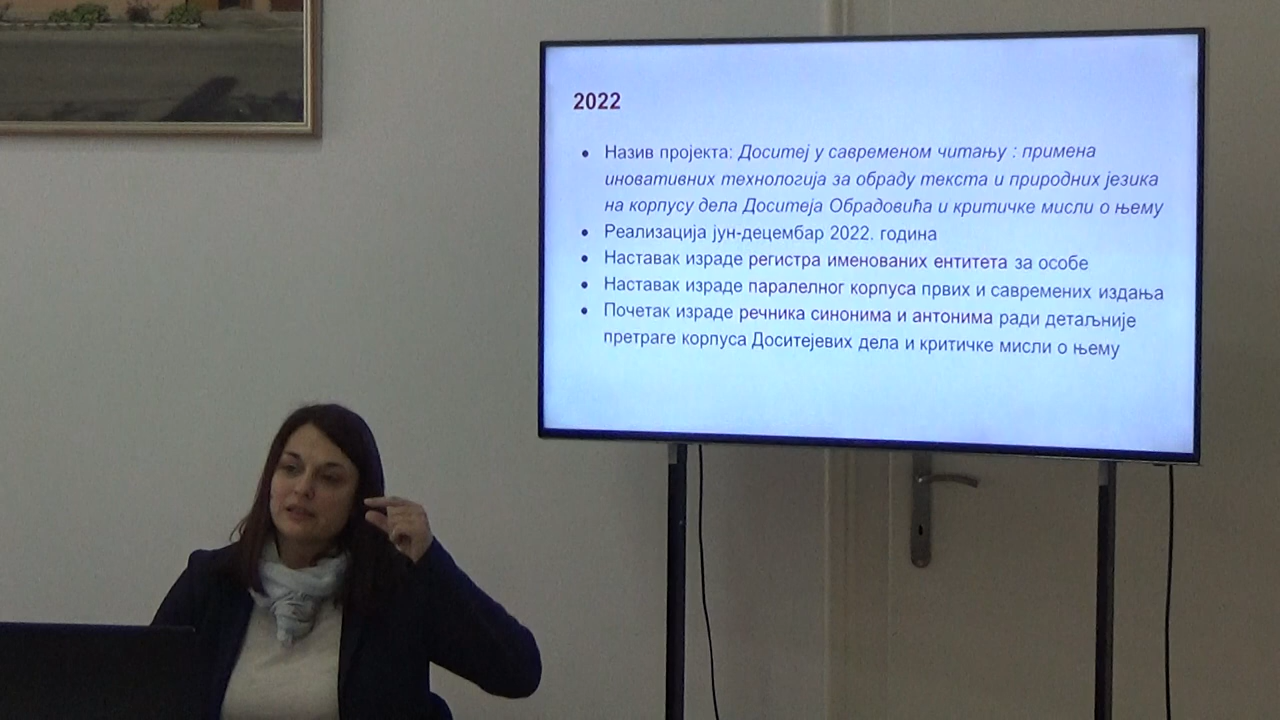 2022
• Назив пројекта: Доситеј у савременом читању : примена
иновативних технологија за обраду текста и природних језика
на корпусу дела Доситеја Обрадовића и критичке мисли о њему
• Реализација јун-децембар 2022. година
• Наставак израде регистра именованих ентитета за особе
• Наставак израде паралелног корпуса првих и савремених издања
• Почетак израде речника синонима и антонима ради детаљније
претраге корпуса Доситејевих дела и критичке мисли о њему